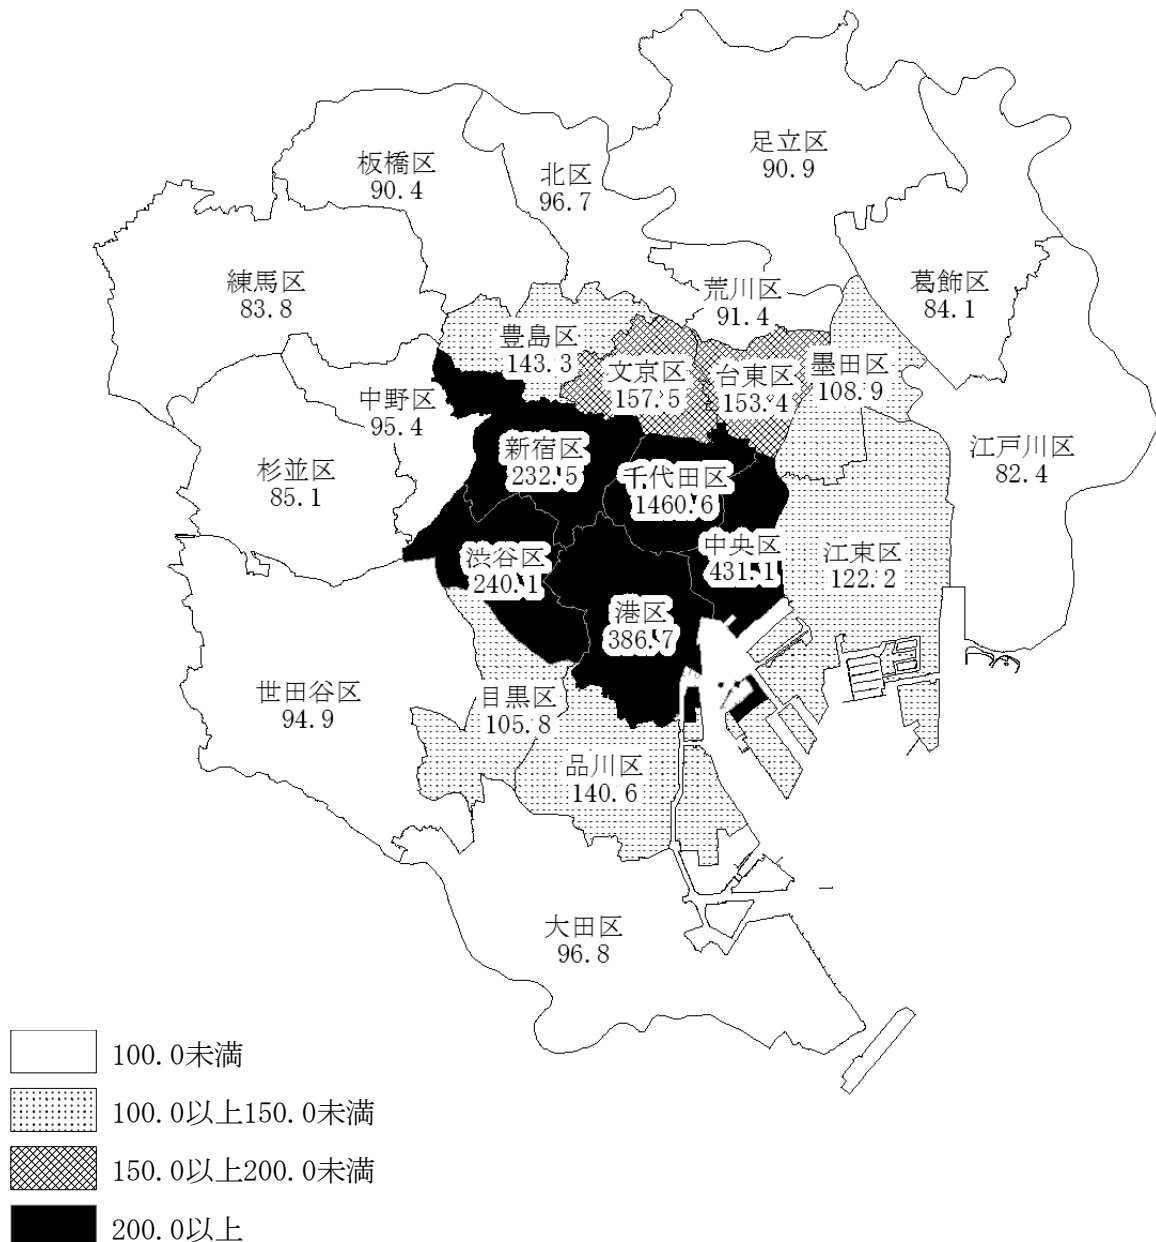 足立区
90.9
板橋区
90.4
北区
96.7
練馬区
83.8
荒川区
91.4
葛飾区
84.1
豊島区
143.3
文京区
157.5
台東区
153.4
墨田区
108.9
中野区
95.4
新宿区
232.5
千代田区
1460.6
江戸川区
82.4
杉並区
85.1
渋谷区
240.1
中央区
431.1
江東区
122.2
港区
386.7
世田谷区
94.9
目黒区
105.8
品川区
140.6
大田区
96.8
100.0未満
100.0以上150.0未満
150.0以上200.0未満
200.0以上